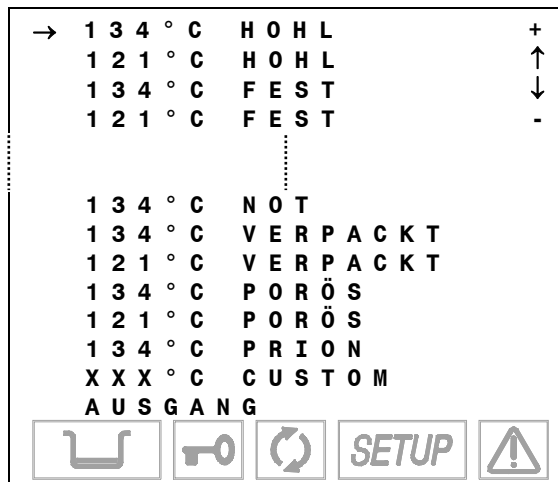 → 134°C HOHL +
121°C HOHL ↑
134°C FEST ↓
121°C FEST -
134°C NOT
134°C VERPACKT
121°C VERPACKT
134°C PORÖS
121°C PORÖS
134°C PRION
XXX°C CUSTOM
AUSGANG
SETUP